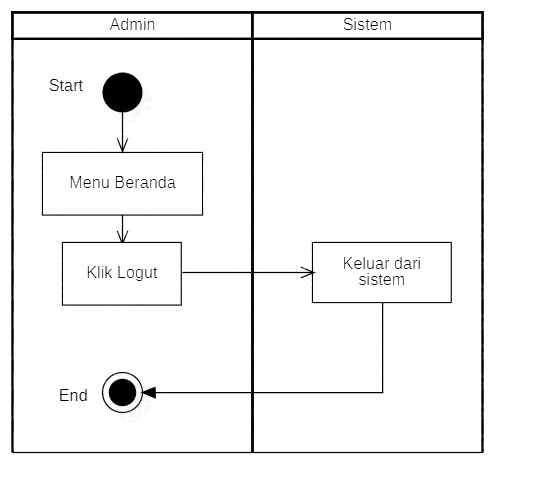 Admin
Sistem
Start
Menu Beranda
Klik Logut
Keluar dari
sistem
End